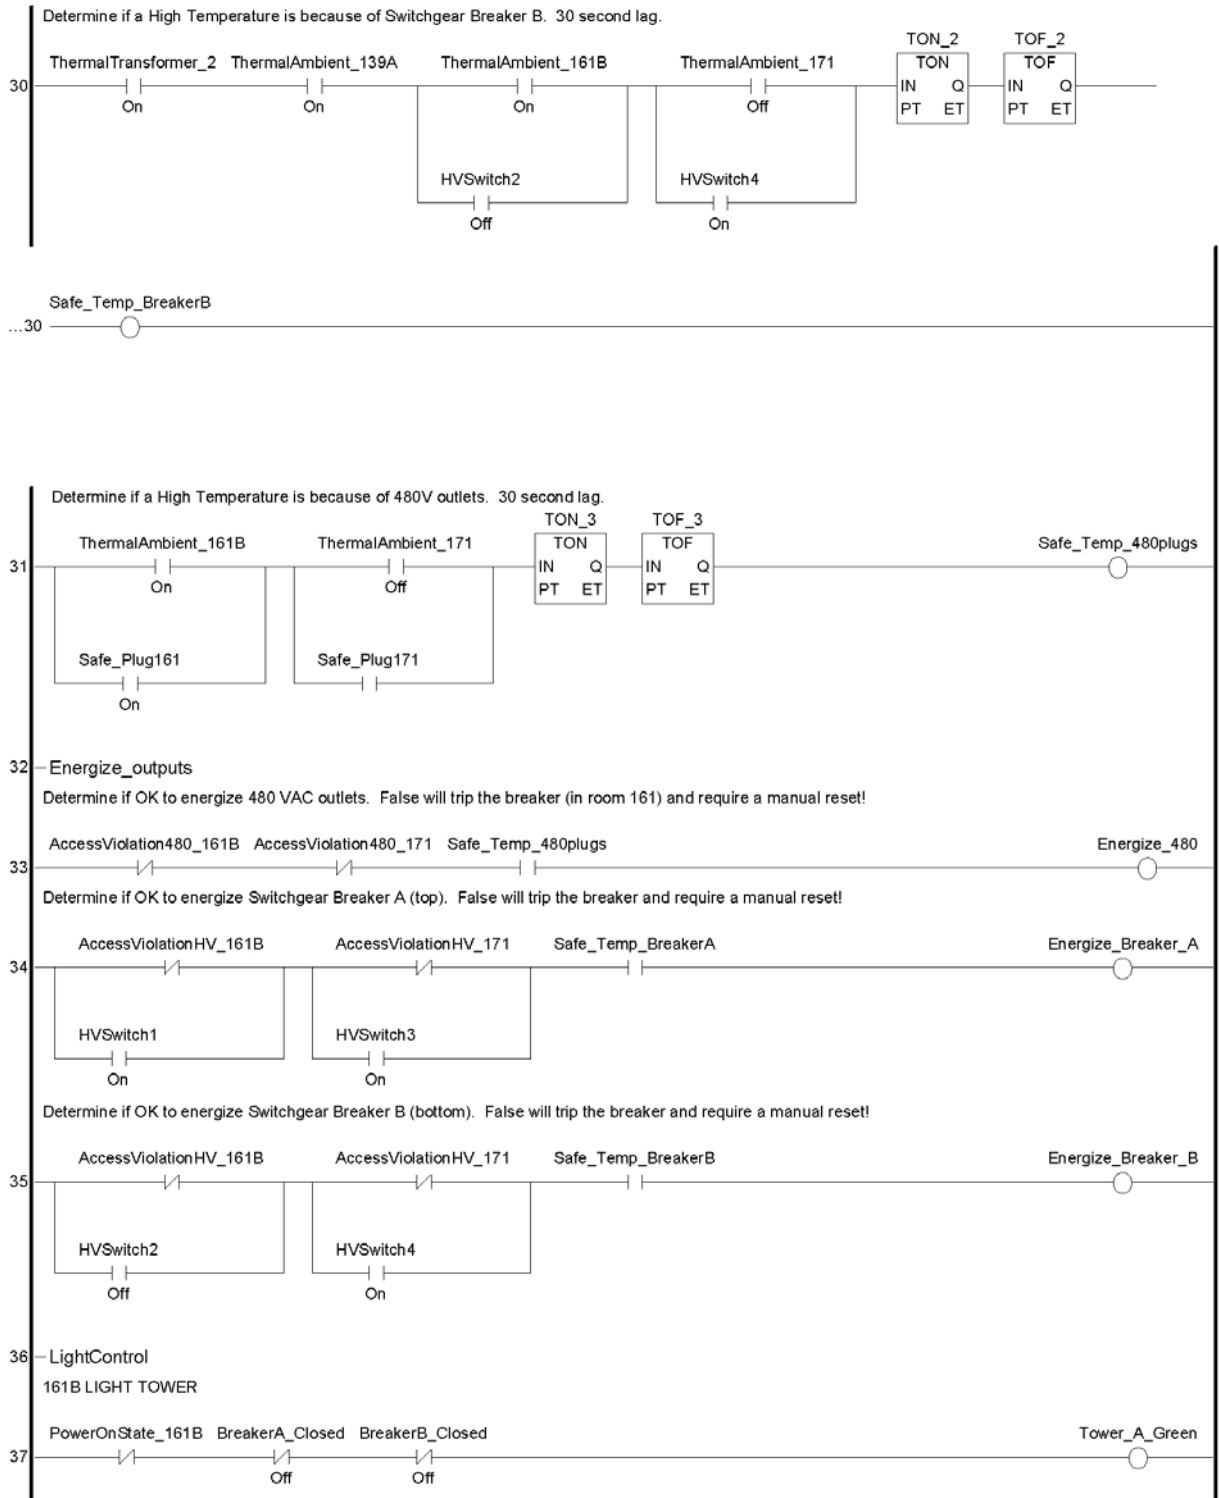 Determine if a High Temperature is because of Switchgear Breaker B.  30 second lag.
TON_2 TOF_2
ThermalTransformer_2 ThermalAmbient_139A ThermalAmbient_161B ThermalAmbient_171 TON TOF
30 IN Q IN Q
On On On Off PT ET PT ET
HVSwitch2 HVSwitch4
Off On
Safe_Temp_BreakerB
...30
Determine if a High Temperature is because of 480V outlets.  30 second lag.
TON_3 TOF_3
ThermalAmbient_161B ThermalAmbient_171 TON TOF Safe_Temp_480plugs
31 IN Q IN Q
On Off PT ET PT ET
Safe_Plug161 Safe_Plug171
On
32 Energize_outputs
Determine if OK to energize 480 VAC outlets.  False will trip the breaker (in room 161) and require a manual reset!
AccessViolation480_161B AccessViolation480_171 Safe_Temp_480plugs Energize_480
33
Determine if OK to energize Switchgear Breaker A (top).  False will trip the breaker and require a manual reset!
AccessViolationHV_161B AccessViolationHV_171 Safe_Temp_BreakerA Energize_Breaker_A
34
HVSwitch1 HVSwitch3
On On
Determine if OK to energize Switchgear Breaker B (bottom).  False will trip the breaker and require a manual reset!
AccessViolationHV_161B AccessViolationHV_171 Safe_Temp_BreakerB Energize_Breaker_B
35
HVSwitch2 HVSwitch4
Off On
36 LightControl
161B LIGHT TOWER
PowerOnState_161B BreakerA_Closed BreakerB_Closed Tower_A_Green
37
Off Off